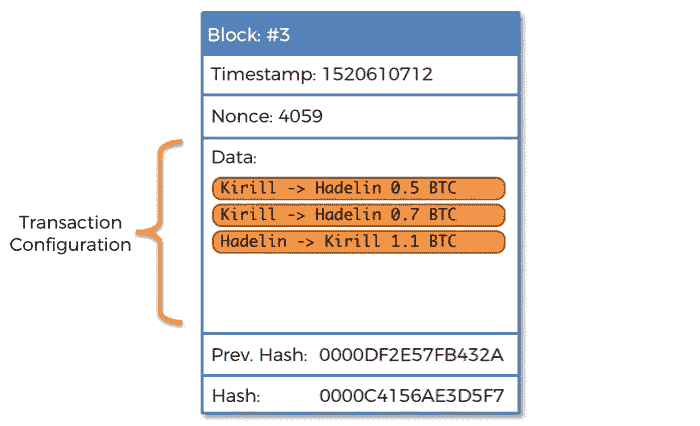 Block: #3
Timestamp: 1520610712
Nonce: 4059
Data:
Kirill -> Hadelin 0.5 BTC
Kirill -> Hadelin 0.7 BTC
Hadelin -> Kirill 1.1 BTC
Transaction
Configuration
Prev. Hash: 0000DF2E57FB432A
Hash: 0000C4156AE3D5F7